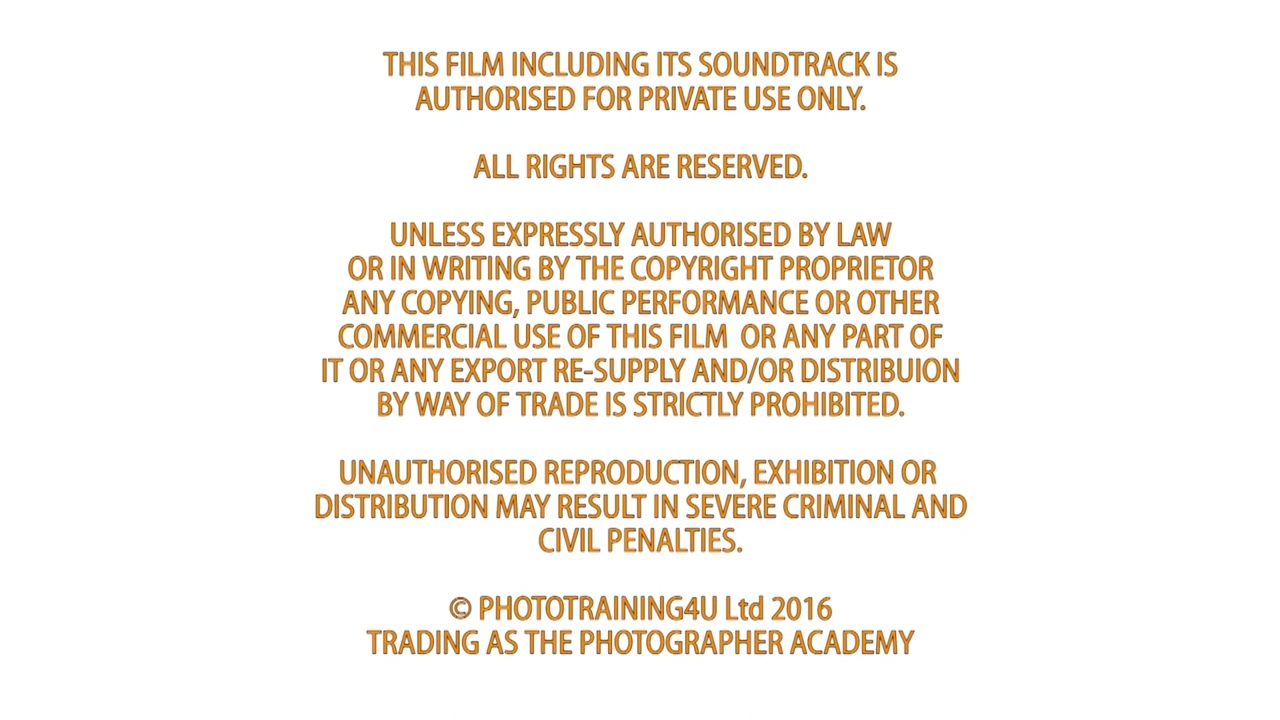 THIS FILM INCLUDING ITS SOUNDTRACK IS
AUTHORISED FOR PRIVATE USE ONLY.
ALL RIGHTS ARE RESERVED.
UNLESS EXPRESSLY AUTHORISED BY LAW
OR IN WRITING BY THE COPYRIGHT PROPRIETOR
ANY COPYING, PUBLIC PERFORMANCE OR OTHER
COMMERCIAL USE OF THIS FILM  OR ANY PART OF
IT OR ANY EXPORT RE-SUPPLY AND/OR DISTRIBUION
BY WAY OF TRADE IS STRICTLY PROHIBITED.
UNAUTHORISED REPRODUCTION, EXHIBITION OR
DISTRIBUTION MAY RESULT IN SEVERE CRIMINAL AND
CIVIL PENALTIES.
© PHOTOTRAINING4U Ltd 2016
TRADING AS THE PHOTOGRAPHER ACADEMY